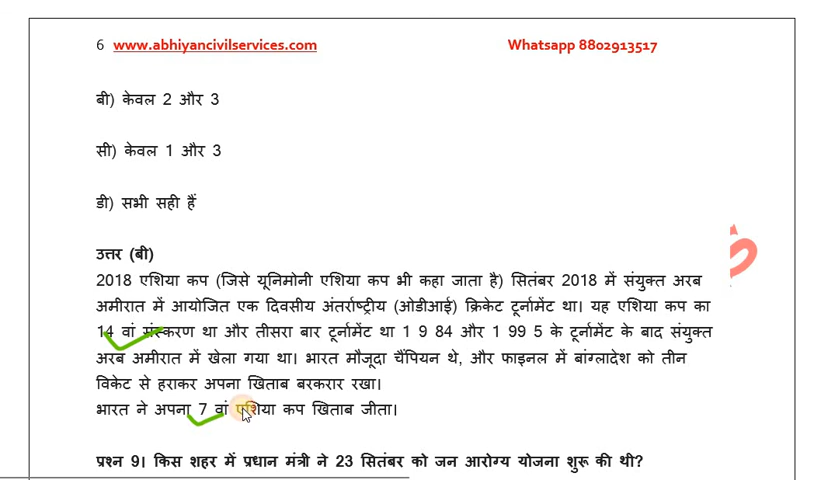 6 www.abhiyancivilservices.com Whatsapp 8802913517
बी) केवल 2 और 3
सी) केवल 1 और 3
डी) सभी सही हैं
उत्तर (बी)
2018 एशिया कप (जिसे यूनिमोनी एशिया कप भी कहा जाता है) सितंबर 2018 में संयुक्त अरब
अमीरात में आयोजित एक दिवसीय अंतर्राष्ट्रीय (ओडीआई) क्रिकेट टूर्नामेंट था। यह एशिया कप का
14 वां संस्करण था और तीसरा बार टूर्नामेंट था 1 9 84 और 1 99 5 के टूर्नामेंट के बाद संयुक्त
अरब अमीरात में खेला गया था। भारत मौजूदा चैंपियन थे, और फाइनल में बांग्लादेश को तीन
विकेट से हराकर अपना खिताब बरकरार रखा।
भारत ने अपना 7 वां एशिया कप खिताब जीता।
प्रश्न 9। किस शहर में प्रधान मंत्री ने 23 सितंबर को जन आरोग्य योजना शुरू की थी?